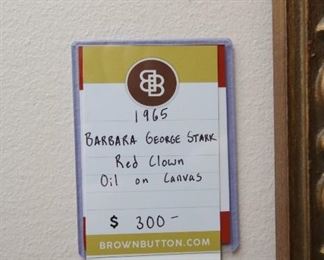 BB
1965
BARBARA GEORGE STARK
Red Clown
Oil on Canvas
$ 300-
BROWNBUTTON.COM